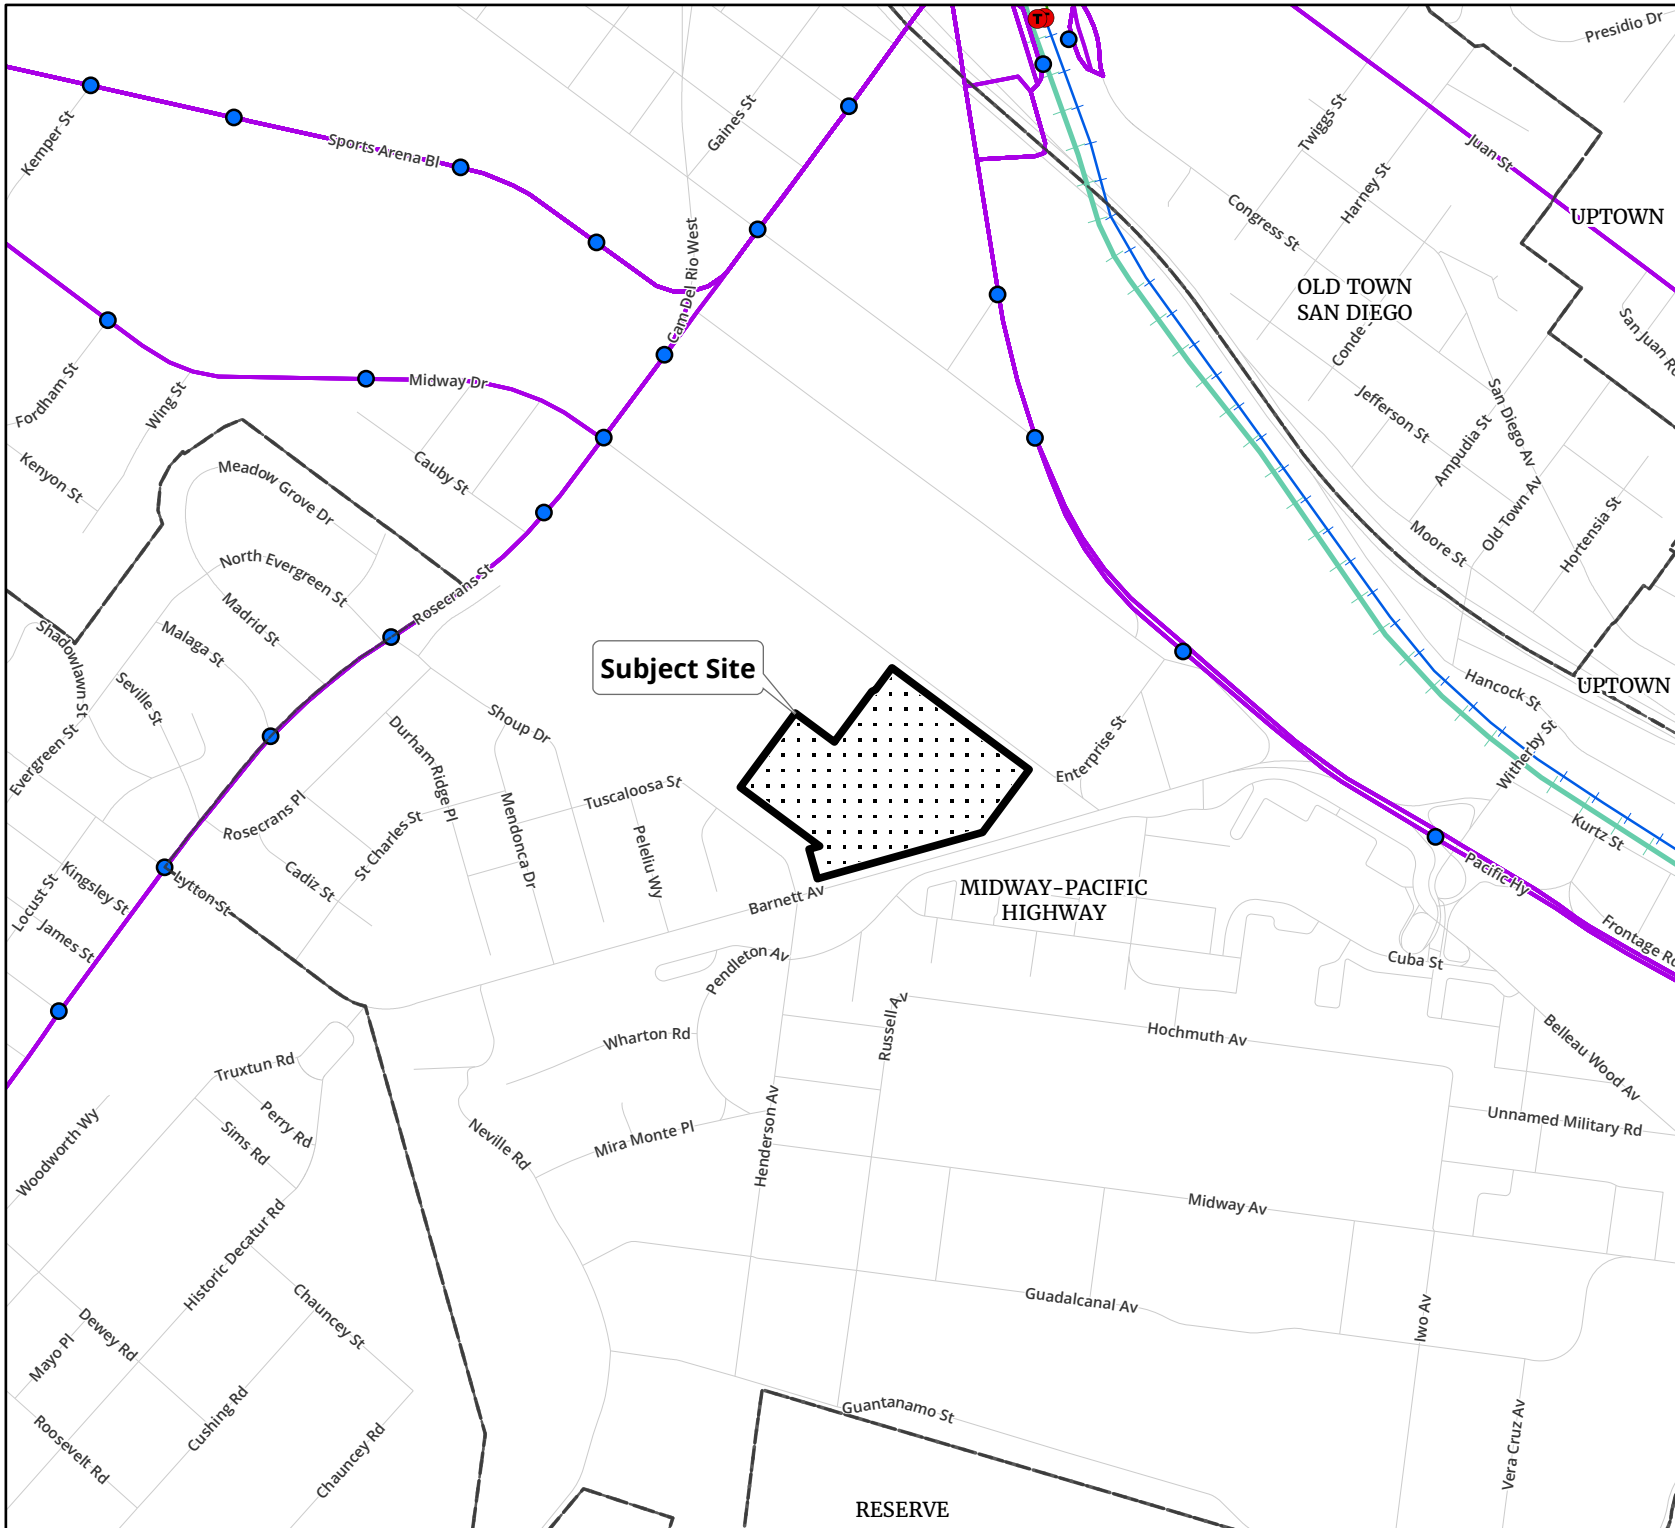 Presidio Dr
Kemper St
Sports Arena Bl
Gaines St
Twiggs St
Juan St
Harney St
Congress St
UPTOWN
Cam Del Rio West
OLD TOWN
SAN DIEGO
Conde
San Juan Rd
Fordham St
Wing St
Midway Dr
Jefferson St
San Diego Av
Ampudia St
Kenyon St
Meadow Grove Dr
Cauby St
Old Town Av
Hortensia St
Moore St
North Evergreen St
Rosecrans St
Madrid St
Malaga St
Shadowlawn St
Seville St
Subject Site
UPTOWN
Hancock St
Evergreen St
Durham Ridge Pl
Shoup Dr
Enterprise St
Witherby St
Tuscaloosa St
Rosecrans Pl
St Charles St
Mendonca Dr
Peleliu Wy
Kurtz St
Pacific Hy
Kingsley St
Locust St
Lytton St
Cadiz St
Barnett Av
MIDWAY-PACIFIC
HIGHWAY
James St
Frontage Rd
Pendleton Av
Cuba St
Russell Av
Wharton Rd
Hochmuth Av
Belleau Wood Av
Truxtun Rd
Perry Rd
Sims Rd
Woodworth Wy
Neville Rd
Mira Monte Pl
Henderson Av
Unnamed Military Rd
Midway Av
Historic Decatur Rd
Chauncey St
Guadalcanal Av
Iwo Av
Dewey Rd
Mayo Pl
Cushing Rd
Roosevelt Rd
Chauncey Rd
Guantanamo St
Vera Cruz Av
RESERVE